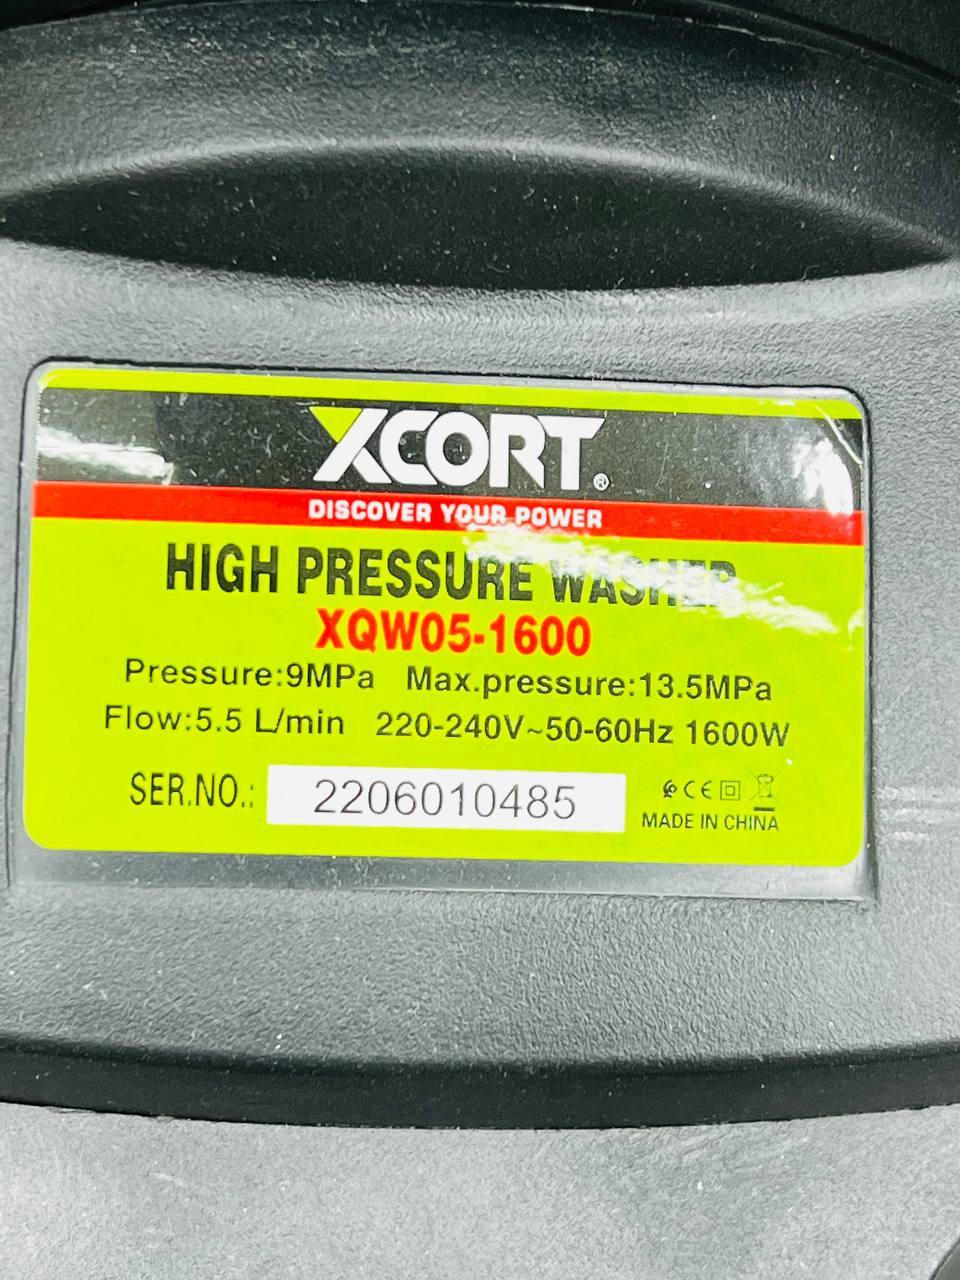 XCORT®
DISCOVER YOUR POWER
HIGH PRESSURE WASHER
XQW05-1600
Pressure:9MPa Max.pressure:13.5MPa
Flow:5.5 L/min 220-240V~50-60Hz 1600W
SER.NO.: 2206010485
CE
MADE IN CHINA